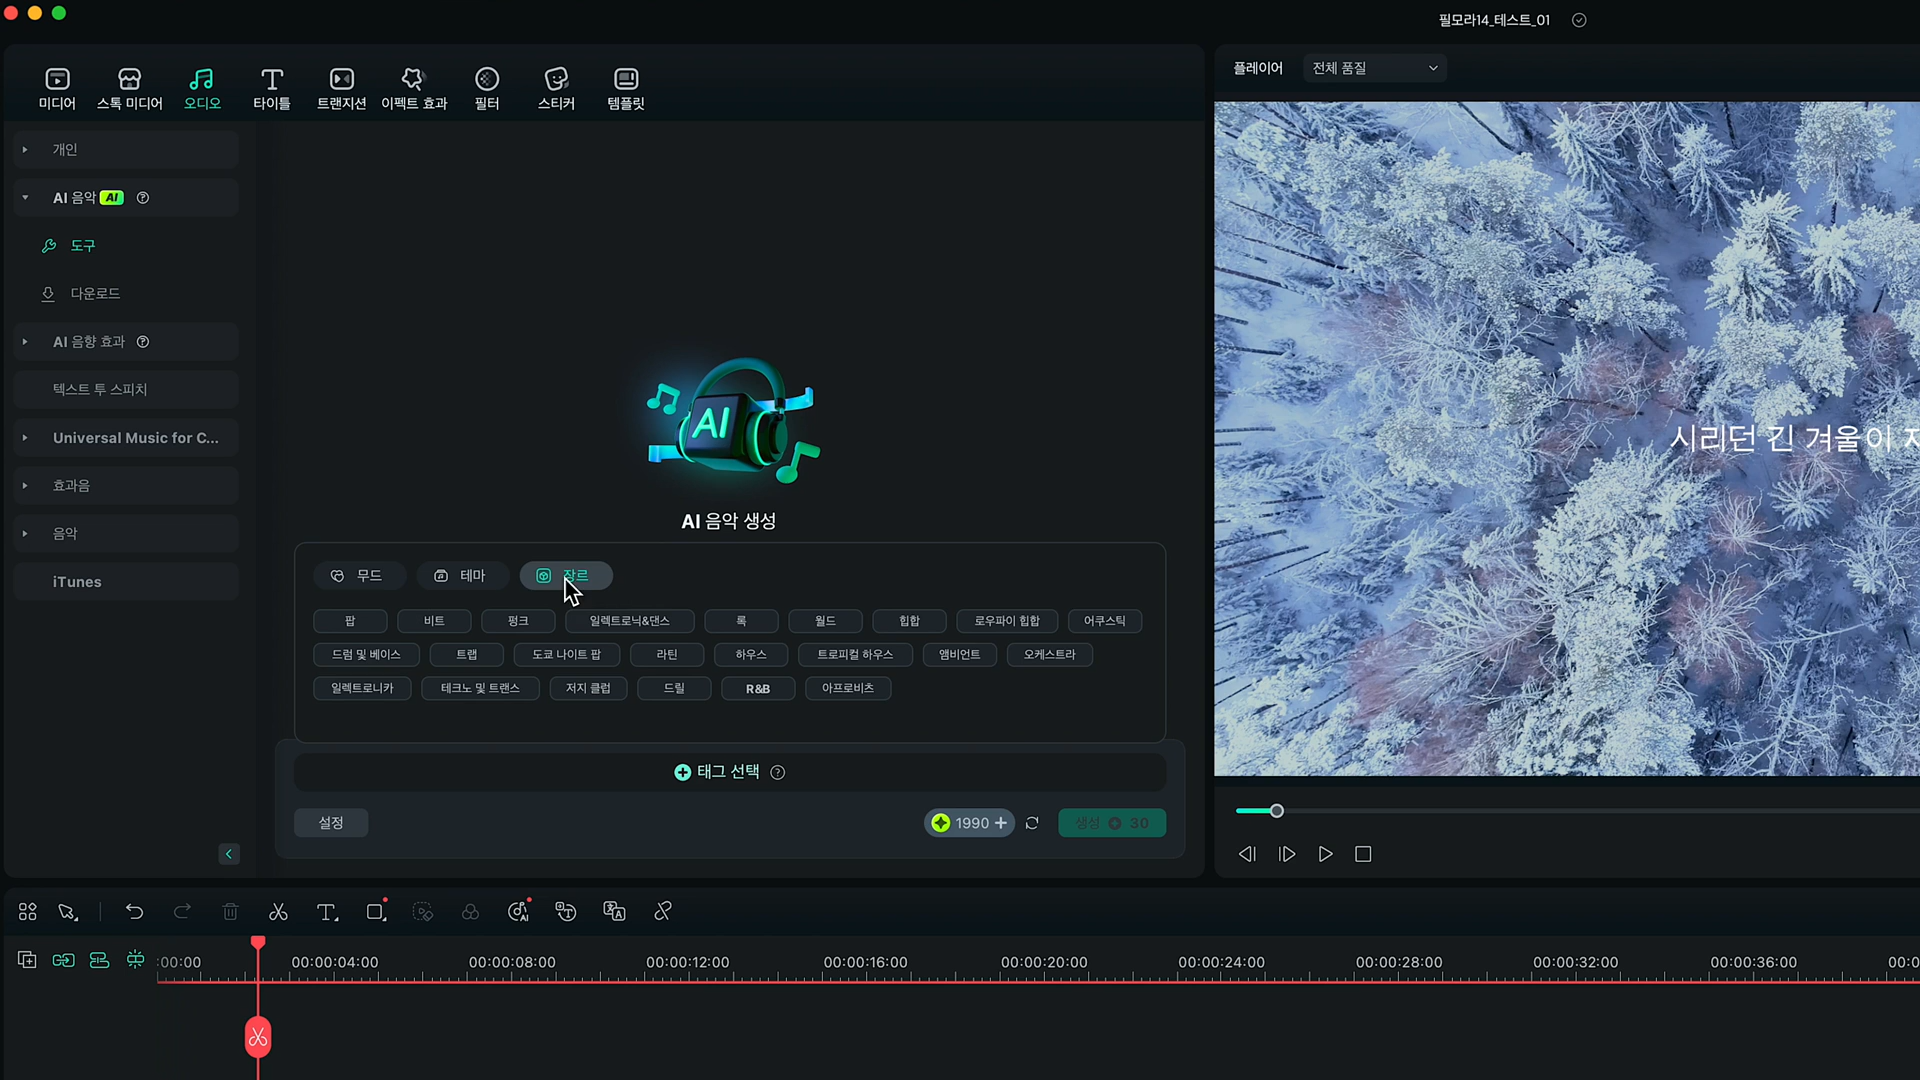 필모라14_테스트_01
미디어 스톡 미디어 오디오 타이틀 트랜지션 이펙트 효과 필터 스티커 템플릿
플레이어 전체 품질
개인
AI 음악 AI
도구
다운로드
AI 음향 효과
텍스트 투 스피치
Universal Music for C...
효과음
음악
iTunes
AI
AI 음악 생성
무드 테마 장르
팝 비트 펑크 일렉트로닉&댄스 록 월드 힙합 로우파이 힙합 어쿠스틱
드럼 및 베이스 트랩 도쿄 나이트 팝 라틴 하우스 트로피컬 하우스 앰비언트 오케스트라
일렉트로니카 테크노 및 트랜스 저지 클럽 드릴 R&B 아프로비츠
태그 선택
설정 1990 생성 30
시리던 긴 겨울이
:00:00 00:00:04:00 00:00:08:00 00:00:12:00 00:00:16:00 00:00:20:00 00:00:24:00 00:00:28:00 00:00:32:00 00:00:36:00 00:0